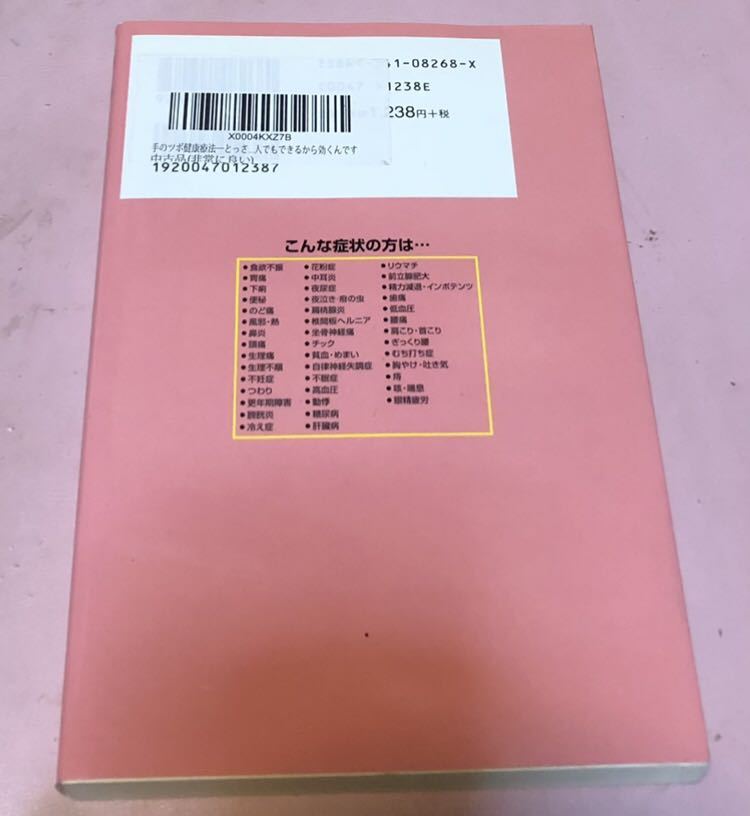 41-08268-X
1238E
238円+税
X0004KXZ7B
手のツボ健康療法―とっさ...人でもできるから効くんです
中古品(非常に良い)
1920047012387
こんな症状の方は…
•食欲不振
•胃痛
•下痢
•便秘
•のど痛
•風邪・熱
•鼻炎
•頭痛
•生理痛
•生理不順
•不妊症
•つわり
•更年期障害
•膀胱炎
•冷え症
•花粉症
•中耳炎
•夜尿症
•夜泣き・疳の虫
•扁桃腺炎
•椎間板ヘルニア
•坐骨神経痛
•チック
•貧血・めまい
•自律神経失調症
•不眠症
•高血圧
•動悸
•糖尿病
•肝臓病
•リウマチ
•前立腺肥大
•精力減退・インポテンツ
•歯痛
•低血圧
•腰痛
•肩こり・首こり
•ぎっくり腰
•むち打ち症
•胸やけ・吐き気
•痔
•咳・喘息
•眼精疲労